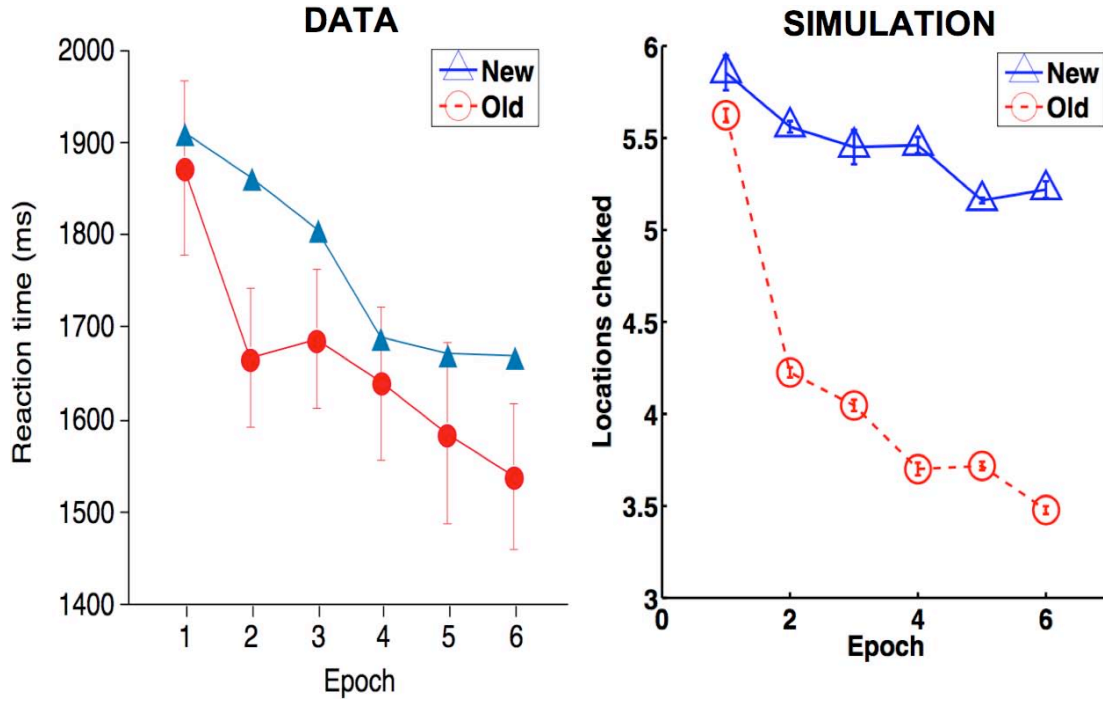 DATA
New
Old
2000
1900
1800
1700
1600
1500
1400
Reaction time (ms)
1 2 3 4 5 6
Epoch
SIMULATION
New
Old
6
5.5
5
4.5
4
3.5
3
Locations checked
0 2 4 6
Epoch